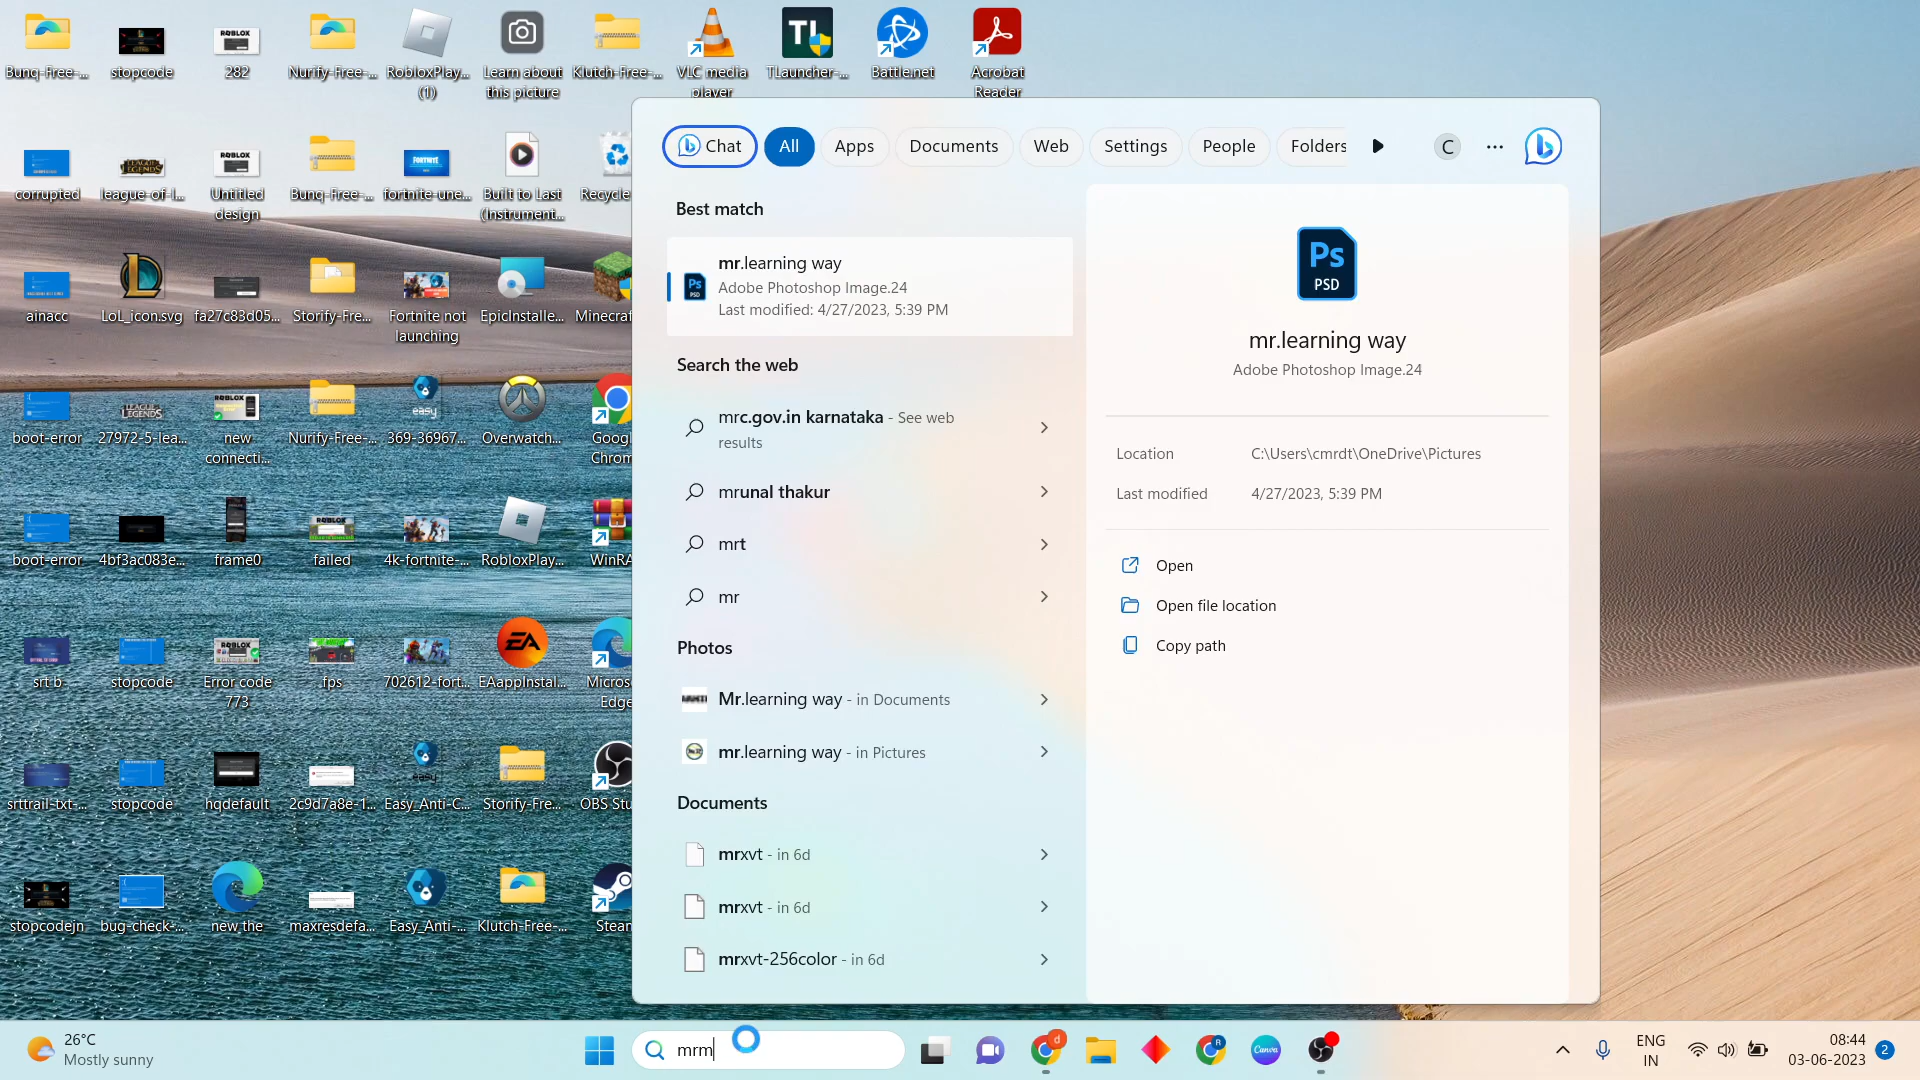 Bunq-Free-...
stopcode
282
Nurify-Free-...
RobloxPlay...
(1)
Learn about
this picture
Klutch-Free-...
VLC media
player
TLauncher-...
Battle.net
Acrobat
Reader
corrupted
league-of-l...
Untitled
design
Bunq-Free-...
fortnite-une...
Built to Last
(Instrument...
Recycle
ainacc
LoL_icon.svg
fa27c83d05...
Storify-Fre...
Fortnite not
launching
EpicInstalle...
Minecraf
boot-error
27972-5-lea...
new
connecti...
Nurify-Free-...
369-36967...
Overwatch...
Googl
Chrom
boot-error
4bf3ac083e...
frame0
failed
4k-fortnite-...
RobloxPlay...
WinRA
srt b
stopcode
Error code
773
fps
702612-fort...
EAappInstal...
Micros
Edge
srttrail-txt-...
stopcode
hqdefault
2c9d7a8e-1...
Easy_Anti-C...
Storify-Fre...
OBS Stu
stopcodejn
bug-check-...
new the
maxresdefa...
Easy_Anti-...
Klutch-Free-...
Steam
Chat
All
Apps
Documents
Web
Settings
People
Folders
C
Best match
mr.learning way
Adobe Photoshop Image.24
Last modified: 4/27/2023, 5:39 PM
Search the web
mrc.gov.in karnataka - See web
results
mrunal thakur
mrt
mr
Photos
Mr.learning way - in Documents
mr.learning way - in Pictures
Documents
mrxvt - in 6d
mrxvt - in 6d
mrxvt-256color - in 6d
Ps
PSD
mr.learning way
Adobe Photoshop Image.24
Location C:\Users\cmrdt\OneDrive\Pictures
Last modified 4/27/2023, 5:39 PM
Open
Open file location
Copy path
26°C
Mostly sunny
mrm
ENG
IN
08:44
03-06-2023
2